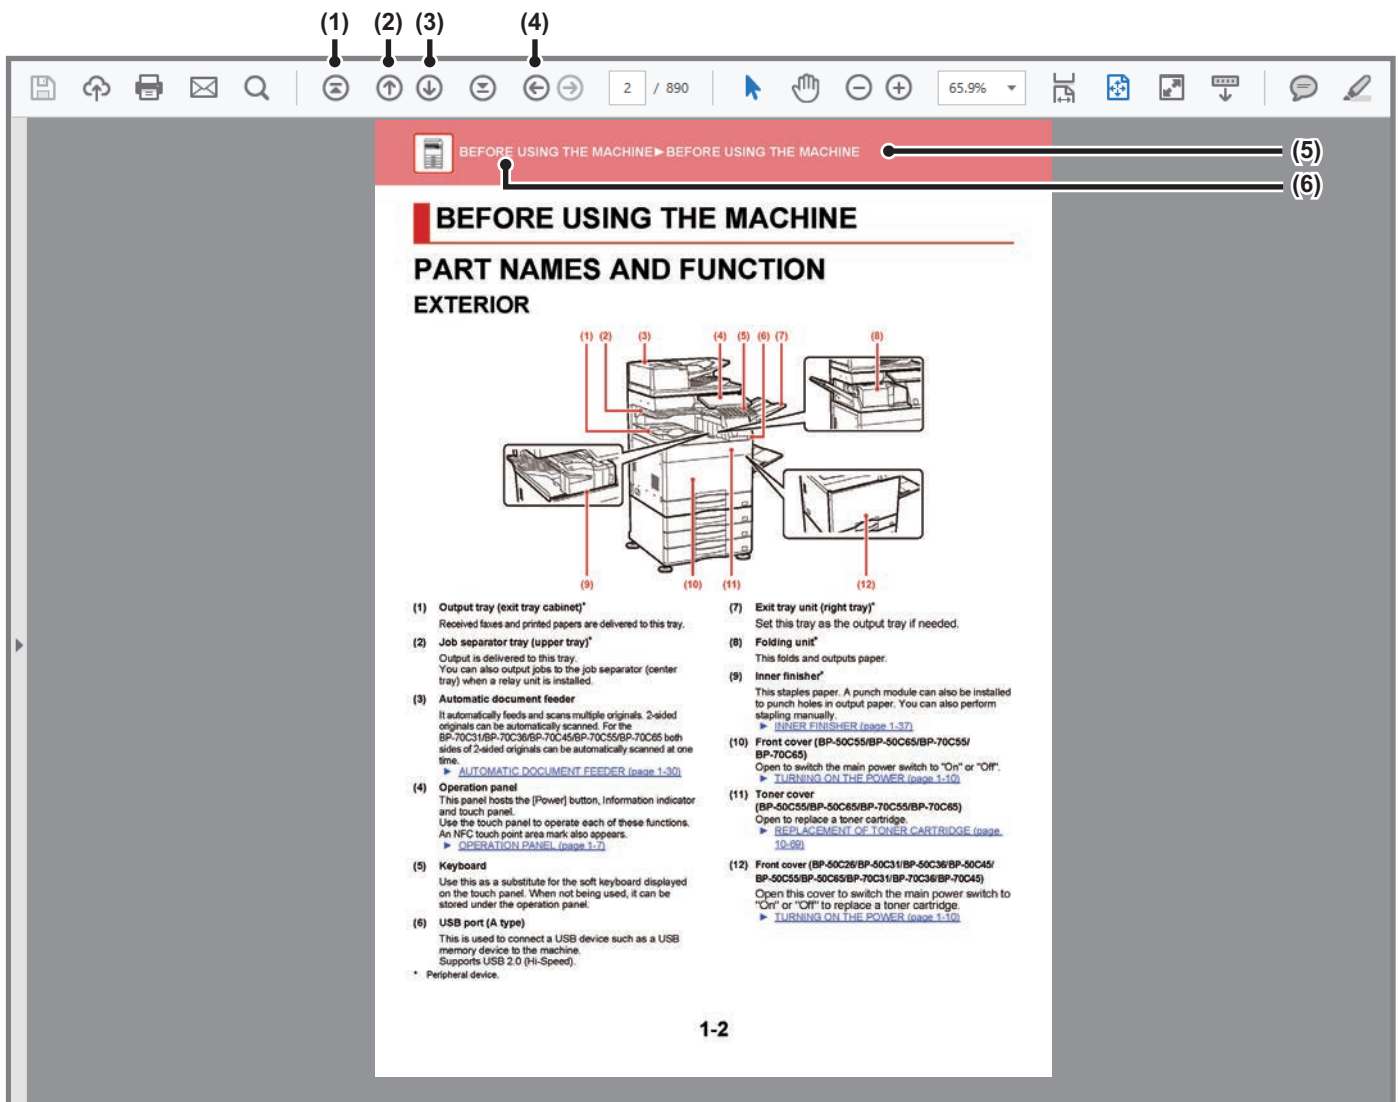 (1) (2) (3) (4)
2 / 890 65.9%
BEFORE USING THE MACHINE►BEFORE USING THE MACHINE
(5)
(6)
BEFORE USING THE MACHINE
PART NAMES AND FUNCTION
EXTERIOR
(1) (2) (3) (4) (5) (6) (7) (8)
(9) (10) (11) (12)
(1) Output tray (exit tray cabinet)*
Received faxes and printed papers are delivered to this tray.
(2) Job separator tray (upper tray)*
Output is delivered to this tray.
You can also output jobs to the job separator (center
tray) when a relay unit is installed.
(3) Automatic document feeder
It automatically feeds and scans multiple originals. 2-sided
originals can be automatically scanned. For the
BP-70C31/BP-70C36/BP-70C45/BP-70C55/BP-70C65 both
sides of 2-sided originals can be automatically scanned at one
time.
► AUTOMATIC DOCUMENT FEEDER (page 1-30)
(4) Operation panel
This panel hosts the [Power] button, Information indicator
and touch panel.
Use the touch panel to operate each of these functions.
An NFC touch point area mark also appears.
► OPERATION PANEL (page 1-7)
(5) Keyboard
Use this as a substitute for the soft keyboard displayed
on the touch panel. When not being used, it can be
stored under the operation panel.
(6) USB port (A type)
This is used to connect a USB device such as a USB
memory device to the machine.
Supports USB 2.0 (Hi-Speed).
* Peripheral device.
(7) Exit tray unit (right tray)*
Set this tray as the output tray if needed.
(8) Folding unit*
This folds and outputs paper.
(9) Inner finisher*
This staples paper. A punch module can also be installed
to punch holes in output paper. You can also perform
stapling manually.
► INNER FINISHER (page 1-37)
(10) Front cover (BP-50C55/BP-50C65/BP-70C55/
BP-70C65)
Open to switch the main power switch to "On" or "Off".
► TURNING ON THE POWER (page 1-10)
(11) Toner cover
(BP-50C55/BP-50C65/BP-70C55/BP-70C65)
Open to replace a toner cartridge.
► REPLACEMENT OF TONER CARTRIDGE (page
10-69)
(12) Front cover (BP-50C26/BP-50C31/BP-50C36/BP-50C45/
BP-50C55/BP-50C65/BP-70C31/BP-70C36/BP-70C45)
Open this cover to switch the main power switch to
"On" or "Off" to replace a toner cartridge.
► TURNING ON THE POWER (page 1-10)
1-2